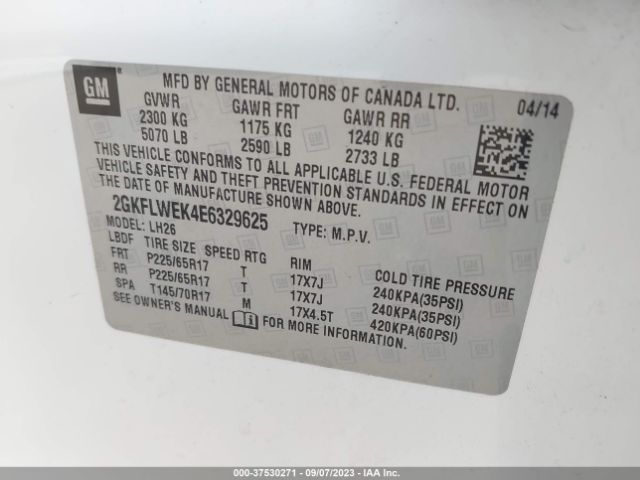 GM
MFD BY GENERAL MOTORS OF CANADA LTD. 04/14
GVWR GAWR FRT GAWR RR
2300 KG 1175 KG 1240 KG
5070 LB 2590 LB 2733 LB
THIS VEHICLE CONFORMS TO ALL APPLICABLE U.S. FEDERAL MOTOR
VEHICLE SAFETY AND THEFT PREVENTION STANDARDS IN EFFECT ON
THE DATE OF MANUFACTURE SHOWN ABOVE.
2GKFLWEK4E6329625 TYPE: M.P.V.
MODEL: LH26
LBDF TIRE SIZE SPEED RTG RIM COLD TIRE PRESSURE
FRT P225/65R17 T 17X7J 240KPA(35PSI)
RR P225/65R17 T 17X7J 240KPA(35PSI)
SPA T145/70R17 M 17X4.5T 420KPA(60PSI)
SEE OWNER'S MANUAL FOR MORE INFORMATION.
000-37530271 - 09/07/2023 - Copart, Inc. All Rights Reserved